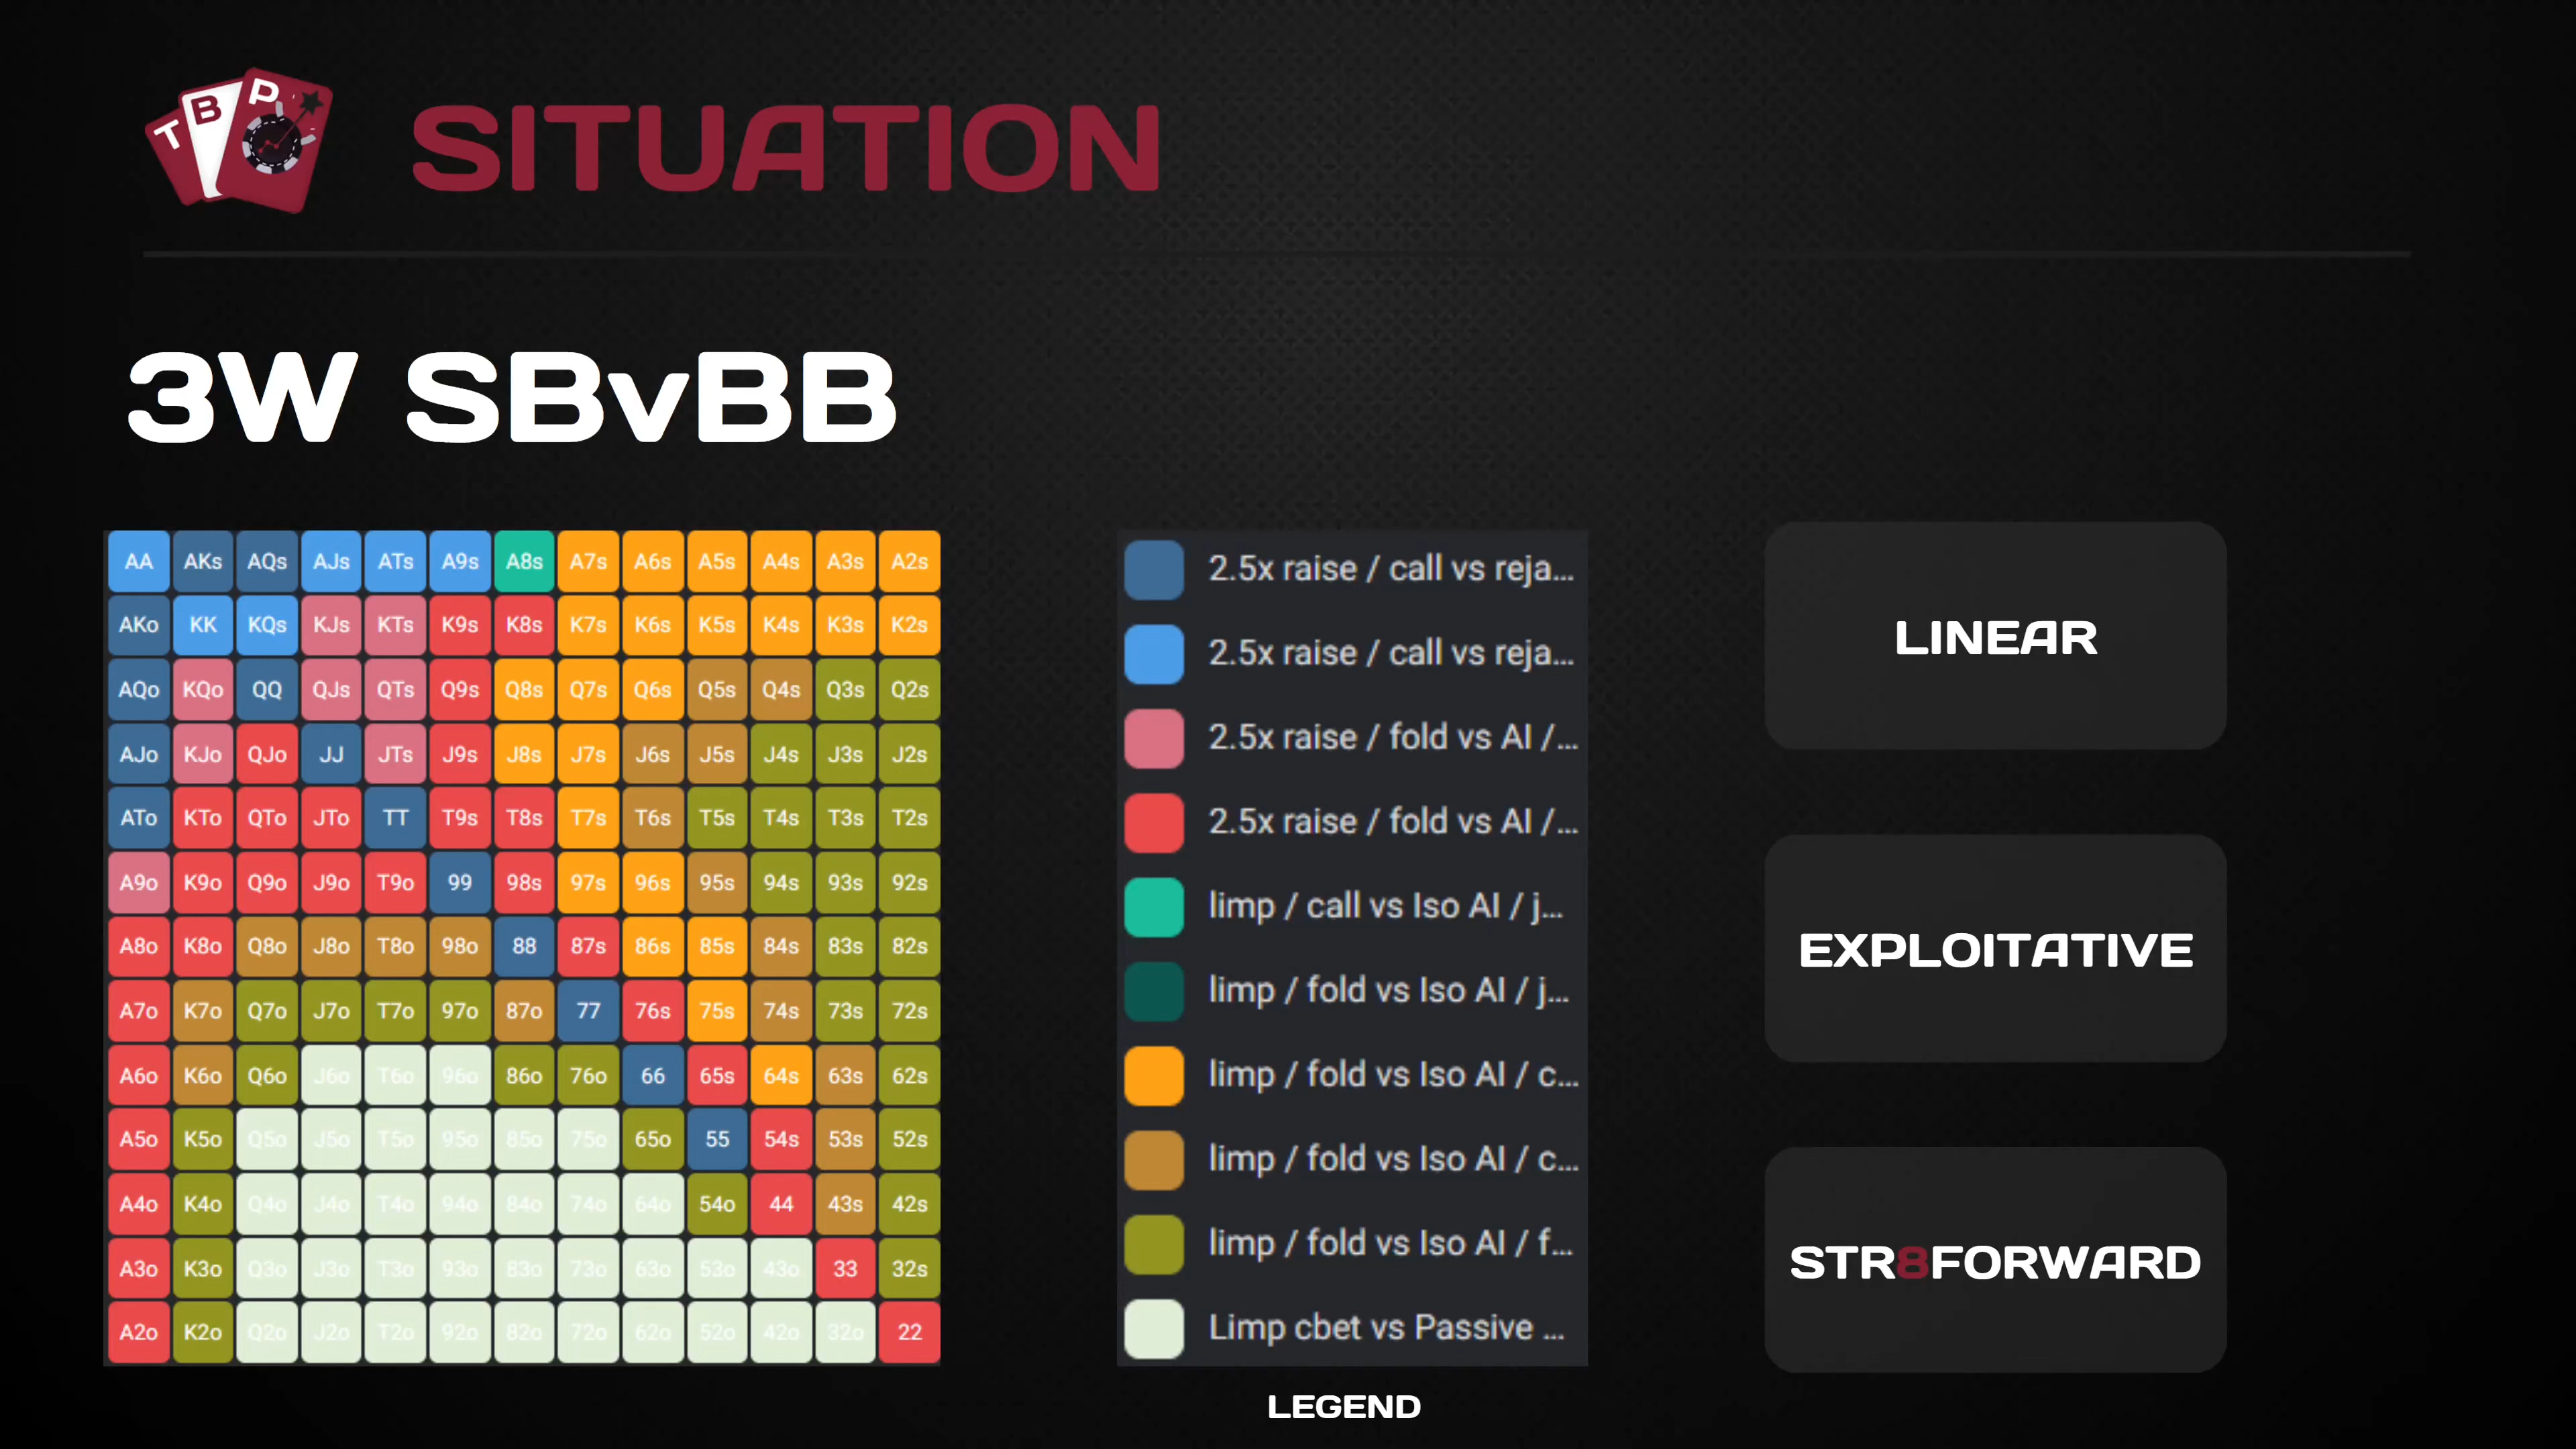 T B P
SITUATION
3W SBvBB
AA AKs AQs AJs ATs A9s A8s A7s A6s A5s A4s A3s A2s
AKo KK KQs KJs KTs K9s K8s K7s K6s K5s K4s K3s K2s
AQo KQo QQ QJs QTs Q9s Q8s Q7s Q6s Q5s Q4s Q3s Q2s
AJo KJo QJo JJ JTs J9s J8s J7s J6s J5s J4s J3s J2s
ATo KTo QTo JTo TT T9s T8s T7s T6s T5s T4s T3s T2s
A9o K9o Q9o J9o T9o 99 98s 97s 96s 95s 94s 93s 92s
A8o K8o Q8o J8o T8o 98o 88 87s 86s 85s 84s 83s 82s
A7o K7o Q7o J7o T7o 97o 87o 77 76s 75s 74s 73s 72s
A6o K6o Q6o J6o T6o 96o 86o 76o 66 65s 64s 63s 62s
A5o K5o Q5o J5o T5o 95o 85o 75o 65o 55 54s 53s 52s
A4o K4o Q4o J4o T4o 94o 84o 74o 64o 54o 44 43s 42s
A3o K3o Q3o J3o T3o 93o 83o 73o 63o 53o 43o 33 32s
A2o K2o Q2o J2o T2o 92o 82o 72o 62o 52o 42o 32o 22
2.5x raise / call vs reja...
2.5x raise / call vs reja...
2.5x raise / fold vs AI /...
2.5x raise / fold vs AI /...
limp / call vs Iso AI / j...
limp / fold vs Iso AI / j...
limp / fold vs Iso AI / c...
limp / fold vs Iso AI / c...
limp / fold vs Iso AI / f...
Limp cbet vs Passive ...
LEGEND
LINEAR
EXPLOITATIVE
STR8FORWARD